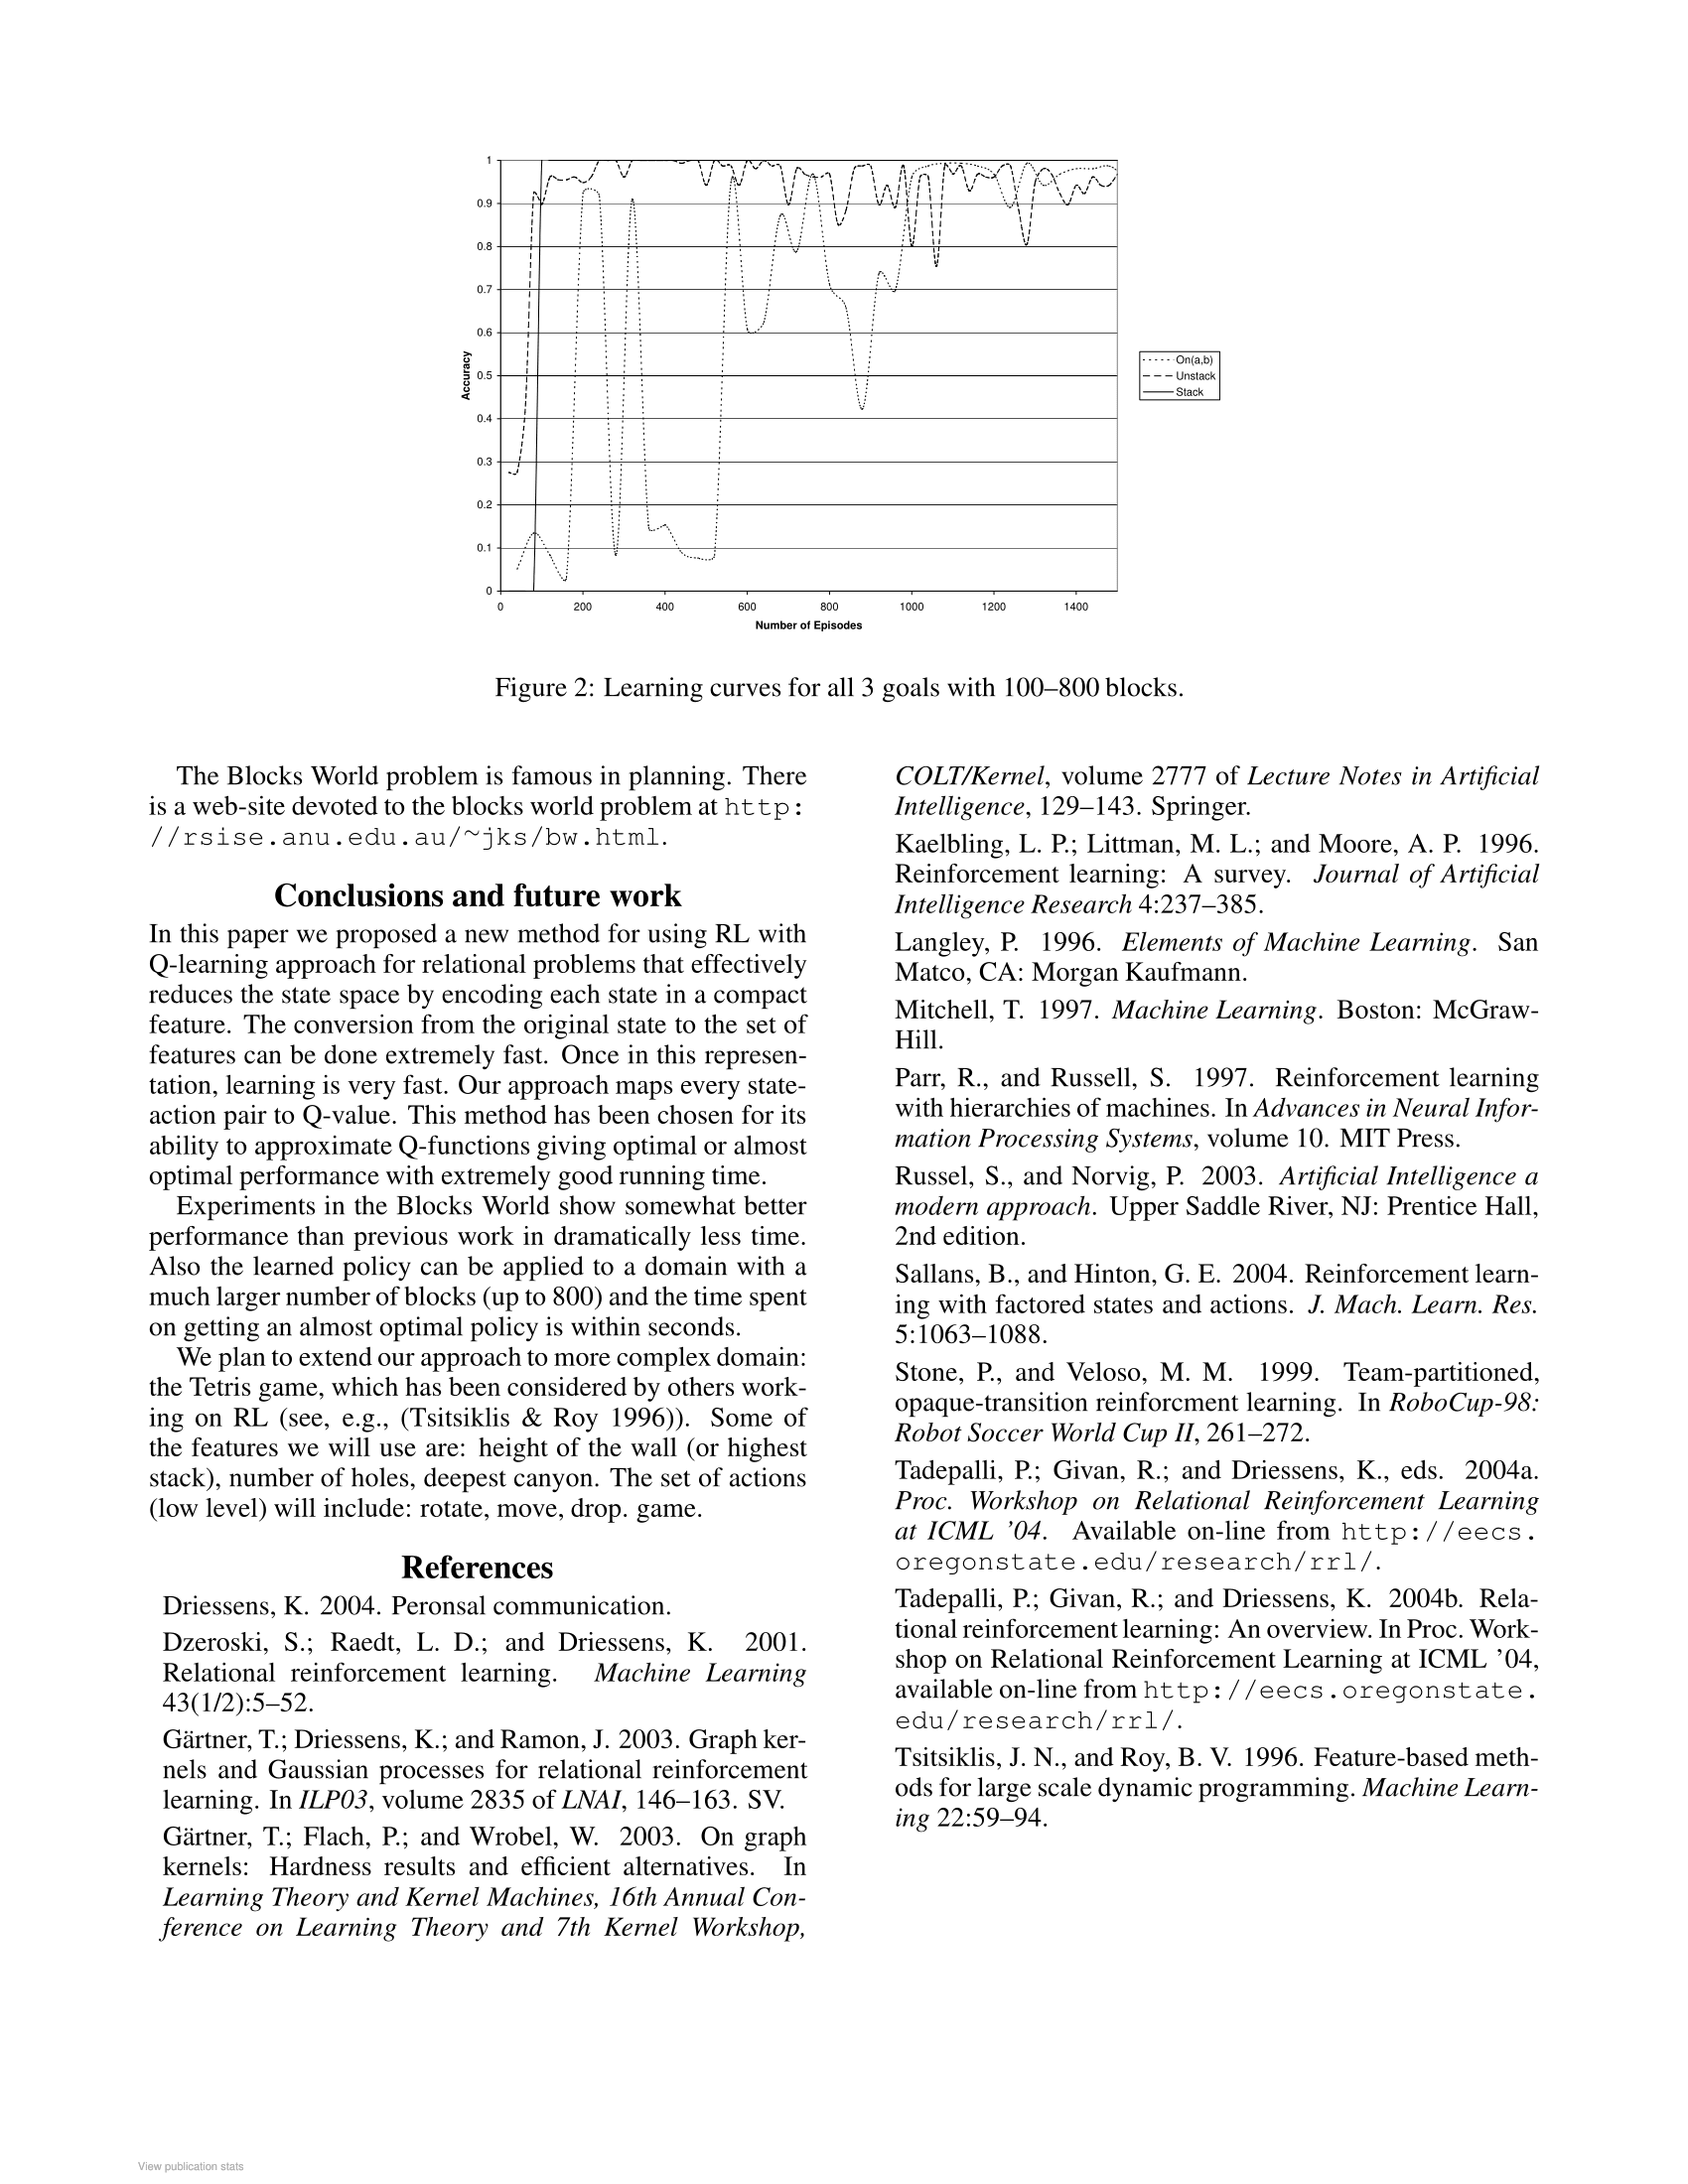 1
0.9
0.8
0.7
0.6
0.5
0.4
0.3
0.2
0.1
0
Accuracy
0 200 400 600 800 1000 1200 1400
Number of Episodes
On(a,b)
Unstack
Stack
Figure 2: Learning curves for all 3 goals with 100–800 blocks.
The Blocks World problem is famous in planning. There
is a web-site devoted to the blocks world problem at http:
//rsise.anu.edu.au/~jks/bw.html.
Conclusions and future work
In this paper we proposed a new method for using RL with
Q-learning approach for relational problems that effectively
reduces the state space by encoding each state in a compact
feature. The conversion from the original state to the set of
features can be done extremely fast. Once in this represen-
tation, learning is very fast. Our approach maps every state-
action pair to Q-value. This method has been chosen for its
ability to approximate Q-functions giving optimal or almost
optimal performance with extremely good running time.
Experiments in the Blocks World show somewhat better
performance than previous work in dramatically less time.
Also the learned policy can be applied to a domain with a
much larger number of blocks (up to 800) and the time spent
on getting an almost optimal policy is within seconds.
We plan to extend our approach to more complex domain:
the Tetris game, which has been considered by others work-
ing on RL (see, e.g., (Tsitsiklis & Roy 1996)). Some of
the features we will use are: height of the wall (or highest
stack), number of holes, deepest canyon. The set of actions
(low level) will include: rotate, move, drop. game.
References
Driessens, K. 2004. Peronsal communication.
Dzeroski, S.; Raedt, L. D.; and Driessens, K. 2001.
Relational reinforcement learning. Machine Learning
43(1/2):5–52.
Gärtner, T.; Driessens, K.; and Ramon, J. 2003. Graph ker-
nels and Gaussian processes for relational reinforcement
learning. In ILP03, volume 2835 of LNAI, 146–163. SV.
Gärtner, T.; Flach, P.; and Wrobel, W. 2003. On graph
kernels: Hardness results and efficient alternatives. In
Learning Theory and Kernel Machines, 16th Annual Con-
ference on Learning Theory and 7th Kernel Workshop,
COLT/Kernel, volume 2777 of Lecture Notes in Artificial
Intelligence, 129–143. Springer.
Kaelbling, L. P.; Littman, M. L.; and Moore, A. P. 1996.
Reinforcement learning: A survey. Journal of Artificial
Intelligence Research 4:237–385.
Langley, P. 1996. Elements of Machine Learning. San
Matco, CA: Morgan Kaufmann.
Mitchell, T. 1997. Machine Learning. Boston: McGraw-
Hill.
Parr, R., and Russell, S. 1997. Reinforcement learning
with hierarchies of machines. In Advances in Neural Infor-
mation Processing Systems, volume 10. MIT Press.
Russel, S., and Norvig, P. 2003. Artificial Intelligence a
modern approach. Upper Saddle River, NJ: Prentice Hall,
2nd edition.
Sallans, B., and Hinton, G. E. 2004. Reinforcement learn-
ing with factored states and actions. J. Mach. Learn. Res.
5:1063–1088.
Stone, P., and Veloso, M. M. 1999. Team-partitioned,
opaque-transition reinforcment learning. In RoboCup-98:
Robot Soccer World Cup II, 261–272.
Tadepalli, P.; Givan, R.; and Driessens, K., eds. 2004a.
Proc. Workshop on Relational Reinforcement Learning
at ICML ’04. Available on-line from http://eecs.
oregonstate.edu/research/rrl/.
Tadepalli, P.; Givan, R.; and Driessens, K. 2004b. Rela-
tional reinforcement learning: An overview. In Proc. Work-
shop on Relational Reinforcement Learning at ICML ’04,
available on-line from http://eecs.oregonstate.
edu/research/rrl/.
Tsitsiklis, J. N., and Roy, B. V. 1996. Feature-based meth-
ods for large scale dynamic programming. Machine Learn-
ing 22:59–94.
View publication stats